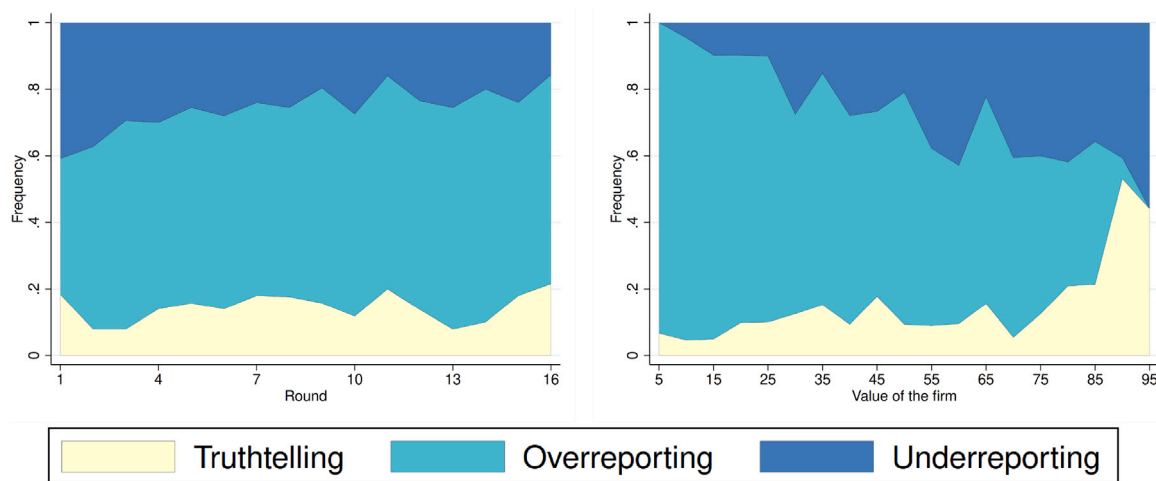 Frequency
0 .2 .4 .6 .8 1
1 4 7 10 13 16
Round
Frequency
0 .2 .4 .6 .8 1
5 15 25 35 45 55 65 75 85 95
Value of the firm
Truthtelling Overreporting Underreporting